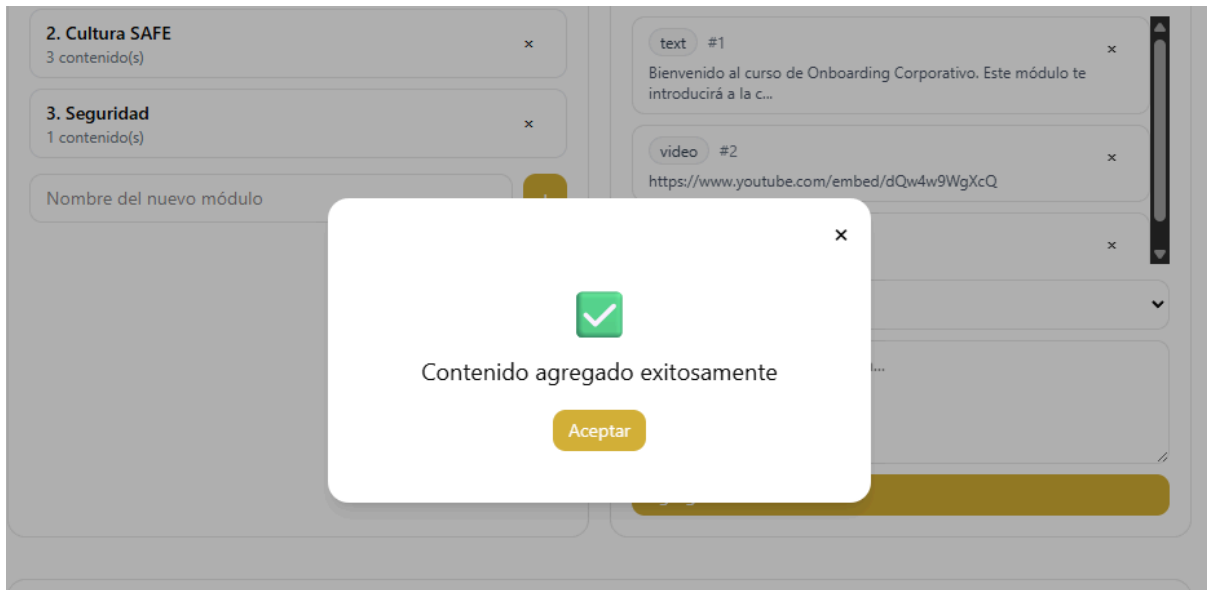 2. Cultura SAFE
3 contenido(s)
3. Seguridad
1 contenido(s)
Nombre del nuevo módulo
text #1
Bienvenido al curso de Onboarding Corporativo. Este módulo te
introducirá a la c...
video #2
https://www.youtube.com/embed/dQw4w9WgXcQ
Contenido agregado exitosamente
Aceptar